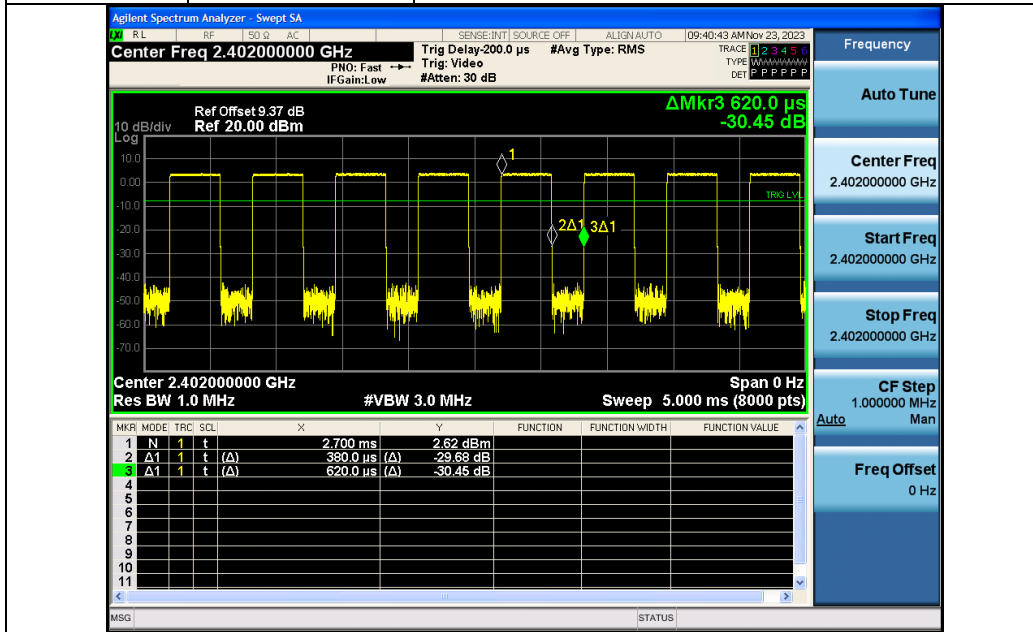 Agilent Spectrum Analyzer - Swept SA
LXI RL RF 50 Ω AC SENSE:INT SOURCE OFF ALIGN AUTO 09:40:43 AM Nov 23, 2023
Center Freq 2.402000000 GHz
PNO: Fast
IFGain:Low
Trig Delay-200.0 µs
Trig: Video
#Atten: 30 dB
#Avg Type: RMS
TRACE 1 2 3 4 5 6
TYPE
DET P P P P P P
Ref Offset 9.37 dB
Ref 20.00 dBm
10 dB/div
Log
ΔMkr3 620.0 µs
-30.45 dB
10.0
0.00
-10.0
-20.0
-30.0
-40.0
-50.0
-60.0
-70.0
1
TRIG LVL
2Δ1 3Δ1
Center 2.402000000 GHz Span 0 Hz
Res BW 1.0 MHz #VBW 3.0 MHz Sweep 5.000 ms (8000 pts)
MKR MODE TRC SCL X Y FUNCTION FUNCTION WIDTH FUNCTION VALUE
1 N 1 t 2.700 ms 2.62 dBm
2 Δ1 1 t (Δ) 380.0 µs (Δ) -29.68 dB
3 Δ1 1 t (Δ) 620.0 µs (Δ) -30.45 dB
4
5
6
7
8
9
10
11
MSG STATUS
Frequency
Auto Tune
Center Freq
2.402000000 GHz
Start Freq
2.402000000 GHz
Stop Freq
2.402000000 GHz
CF Step
1.000000 MHz
Auto Man
Freq Offset
0 Hz